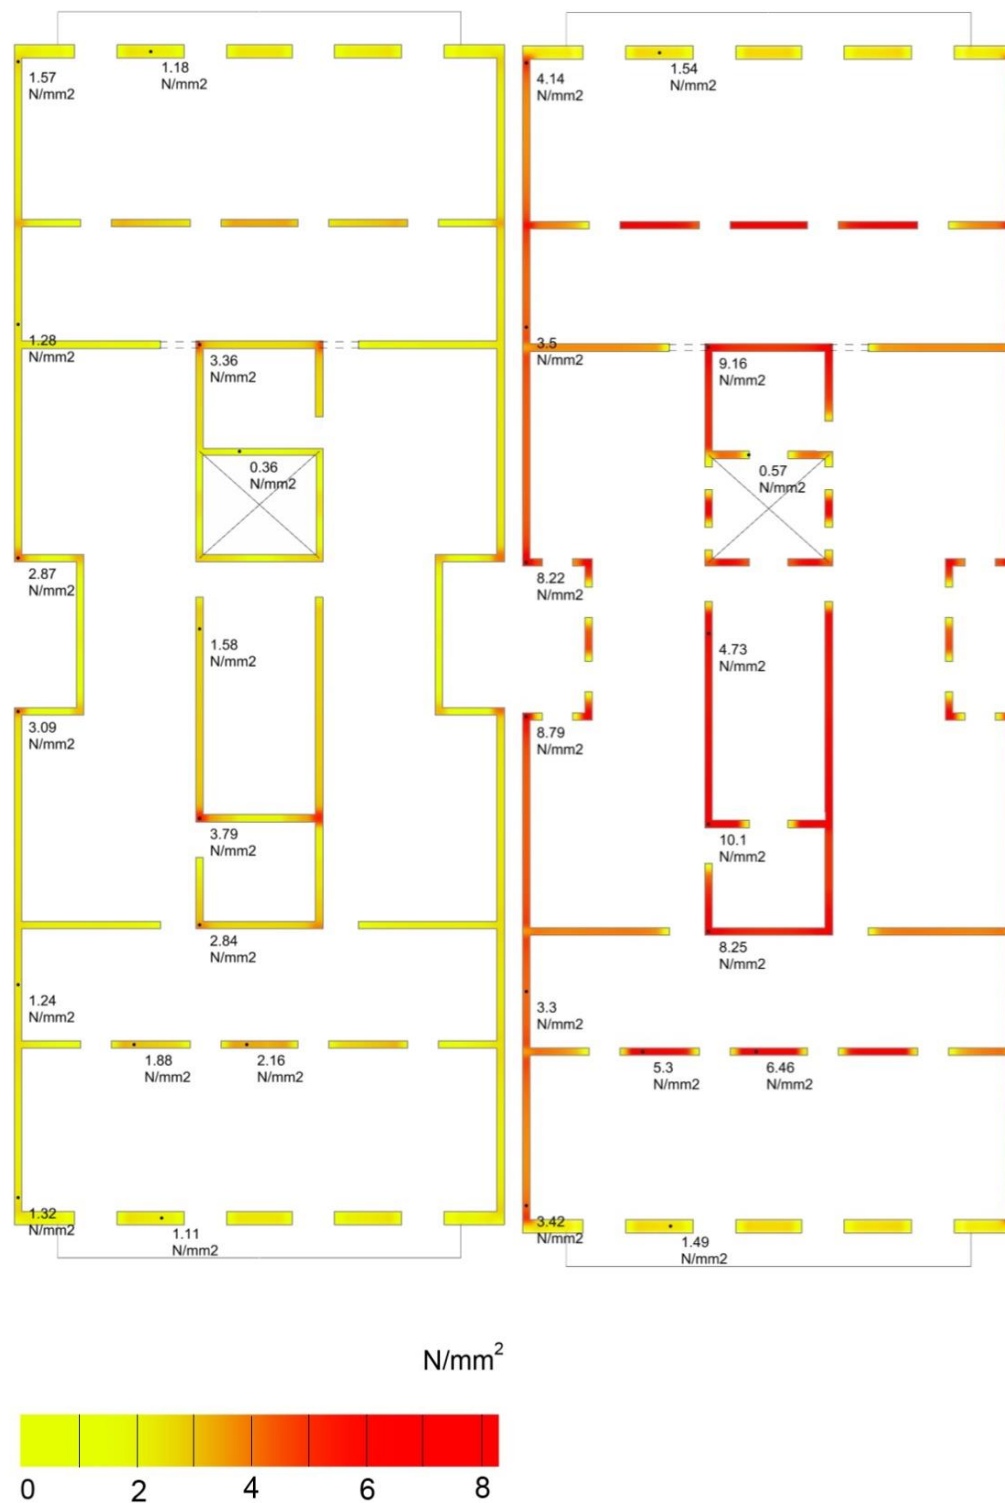 1.57
N/mm2
1.18
N/mm2
4.14
N/mm2
1.54
N/mm2
1.28
N/mm2
3.36
N/mm2
3.5
N/mm2
9.16
N/mm2
0.36
N/mm2
0.57
N/mm2
2.87
N/mm2
8.22
N/mm2
1.58
N/mm2
4.73
N/mm2
3.09
N/mm2
8.79
N/mm2
3.79
N/mm2
10.1
N/mm2
2.84
N/mm2
8.25
N/mm2
1.24
N/mm2
3.3
N/mm2
1.88
N/mm2
2.16
N/mm2
5.3
N/mm2
6.46
N/mm2
1.32
N/mm2
1.11
N/mm2
3.42
N/mm2
1.49
N/mm2
N/mm²
0 2 4 6 8